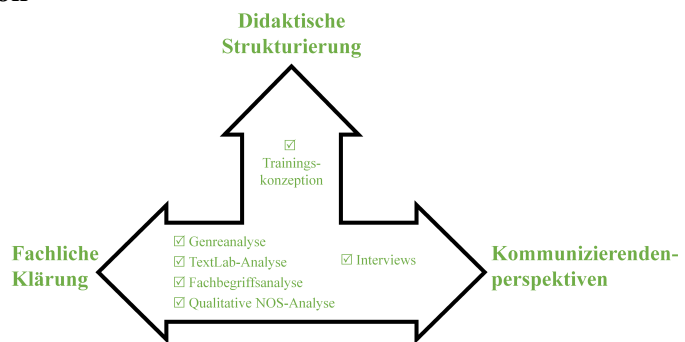 Didaktische
Strukturierung
☑
Trainings-
konzeption
Fachliche
Klärung
☑ Genreanalyse
☑ TextLab-Analyse
☑ Fachbegriffsanalyse
☑ Qualitative NOS-Analyse
☑ Interviews
Kommunizierenden-
perspektiven